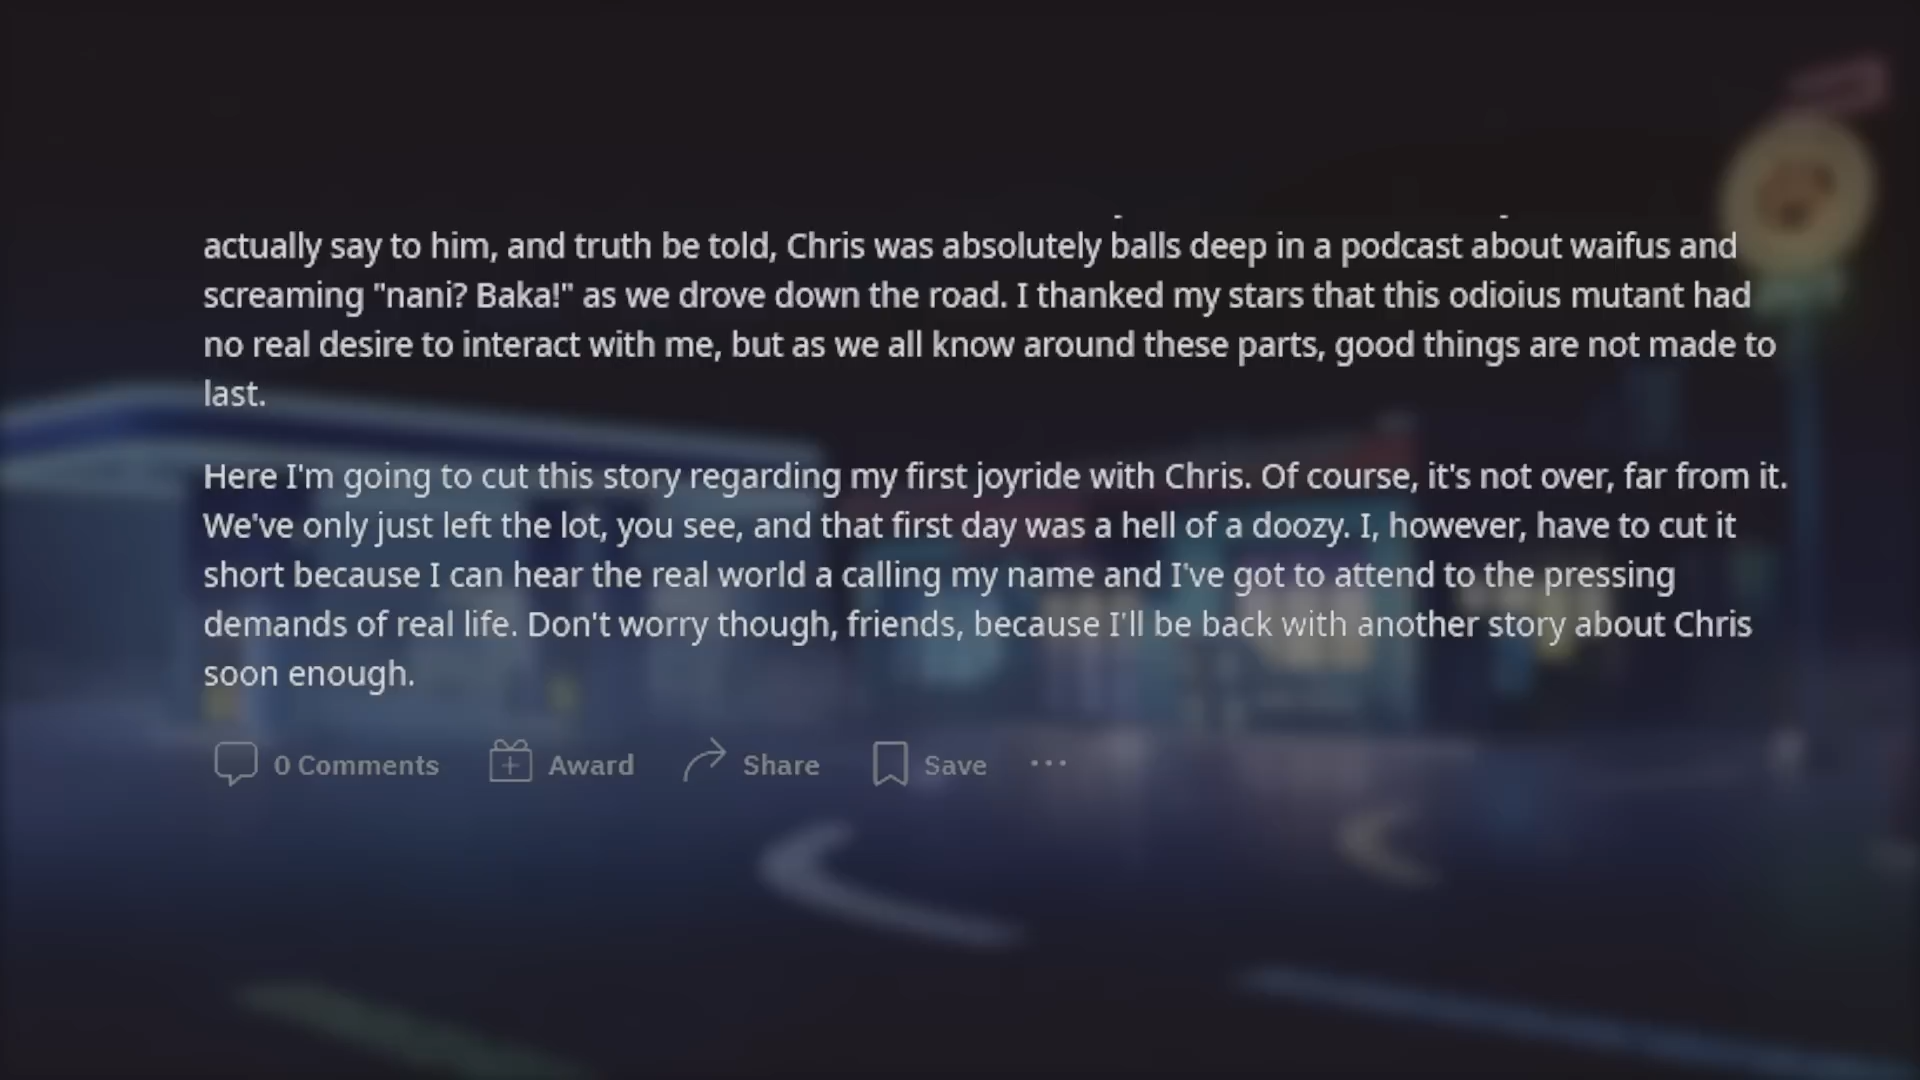 actually say to him, and truth be told, Chris was absolutely balls deep in a podcast about waifus and
screaming "nani? Baka!" as we drove down the road. I thanked my stars that this odioius mutant had
no real desire to interact with me, but as we all know around these parts, good things are not made to
last.
Here I'm going to cut this story regarding my first joyride with Chris. Of course, it's not over, far from it.
We've only just left the lot, you see, and that first day was a hell of a doozy. I, however, have to cut it
short because I can hear the real world a calling my name and I've got to attend to the pressing
demands of real life. Don't worry though, friends, because I'll be back with another story about Chris
soon enough.
0 Comments Award Share Save ...